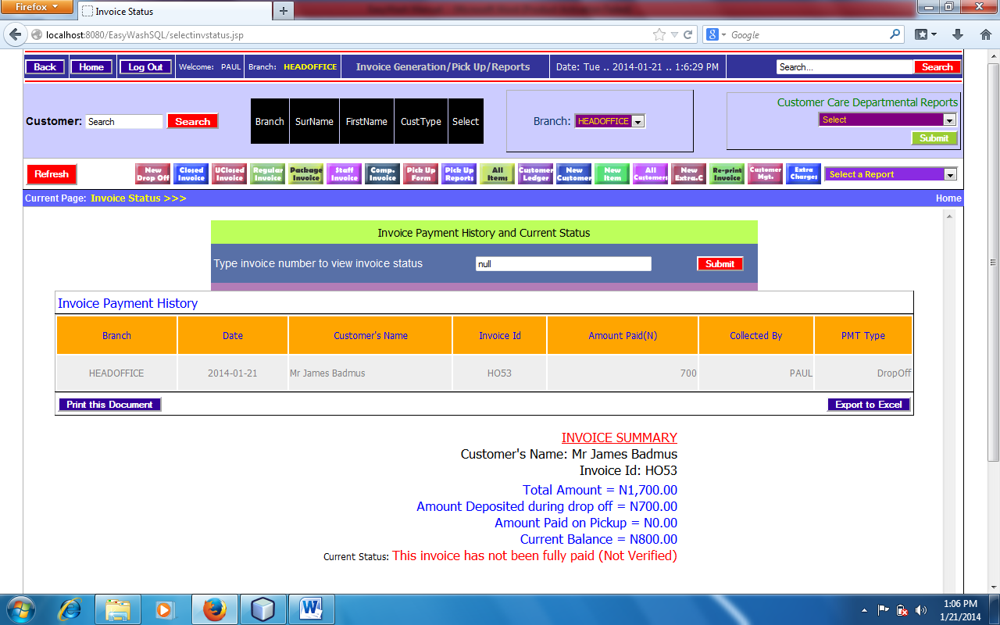 Firefox
Invoice Status
localhost:8080/EasyWashSQL/selectinvstatus.jsp
Google
Back Home Log Out Welcome: PAUL Branch: HEADOFFICE Invoice Generation/Pick Up/Reports Date: Tue .. 2014-01-21 .. 1:6:29 PM Search... Search
Customer Care Departmental Reports
Customer: Search Search Branch SurName FirstName CustType Select Branch: HEADOFFICE Select
Submit
Refresh New Drop Off Closed Invoice UClosed Invoice Regular Invoice Package Invoice Staff Invoice Comp. Invoice Pick Up Form Pick Up Reports All Items Customer Ledger New Customer New Item All Customers New Extra.C Re-print Invoice Customer Mgt. Extra Charges Select a Report
Current Page: Invoice Status >>> Home
Invoice Payment History and Current Status
Type invoice number to view invoice status null Submit
Invoice Payment History
Branch Date Customer's Name Invoice Id Amount Paid(N) Collected By PMT Type
HEADOFFICE 2014-01-21 Mr James Badmus HO53 700 PAUL DropOff
Print this Document Export to Excel
INVOICE SUMMARY
Customer's Name: Mr James Badmus
Invoice Id: HO53
Total Amount = N1,700.00
Amount Deposited during drop off = N700.00
Amount Paid on Pickup = N0.00
Current Balance = N800.00
Current Status: This invoice has not been fully paid (Not Verified)
1:06 PM
1/21/2014